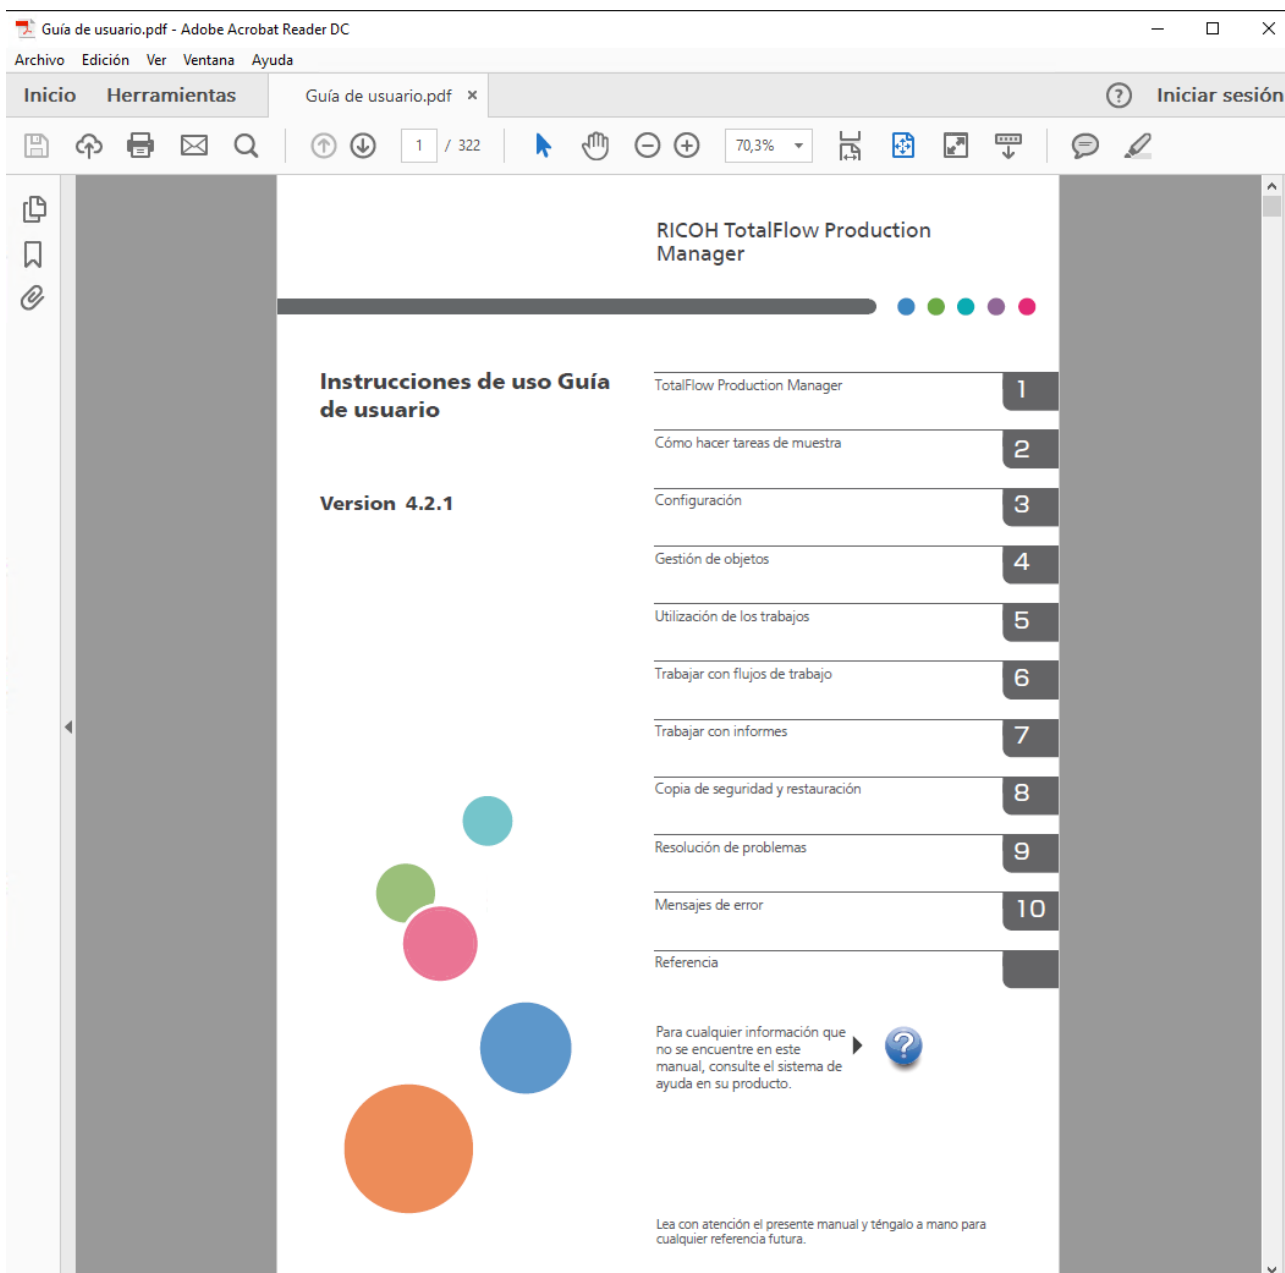 Guía de usuario.pdf - Adobe Acrobat Reader DC
Archivo Edición Ver Ventana Ayuda
Inicio Herramientas Guía de usuario.pdf × Iniciar sesión
1 / 322 70,3%
RICOH TotalFlow Production
Manager
Instrucciones de uso Guía
de usuario
Version 4.2.1
TotalFlow Production Manager 1
Cómo hacer tareas de muestra 2
Configuración 3
Gestión de objetos 4
Utilización de los trabajos 5
Trabajar con flujos de trabajo 6
Trabajar con informes 7
Copia de seguridad y restauración 8
Resolución de problemas 9
Mensajes de error 10
Referencia
Para cualquier información que
no se encuentre en este
manual, consulte el sistema de
ayuda en su producto.
Lea con atención el presente manual y téngalo a mano para
cualquier referencia futura.